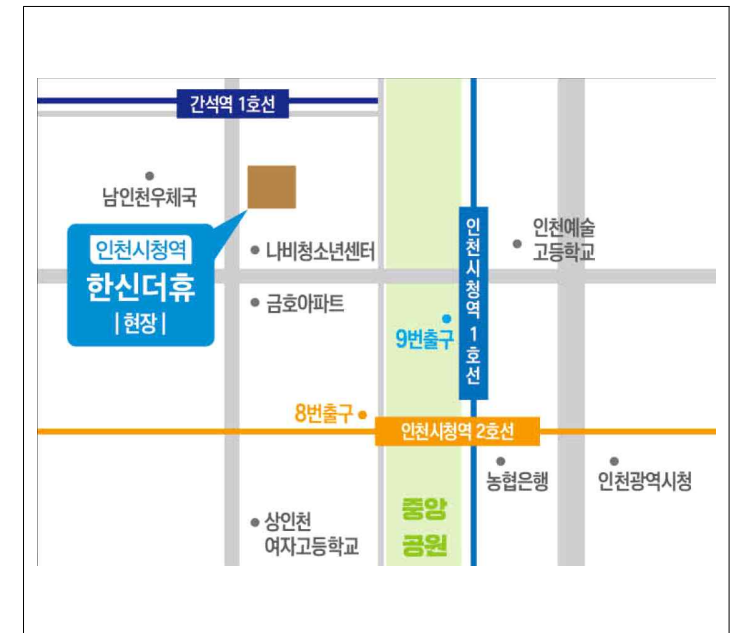 간석역 1호선
남인천우체국
인천시청역
한신더휴
|현장|
나비청소년센터
금호아파트
인천시청역 1호선
인천예술
고등학교
9번출구
8번출구
인천시청역 2호선
농협은행
인천광역시청
중앙
공원
상인천
여자고등학교